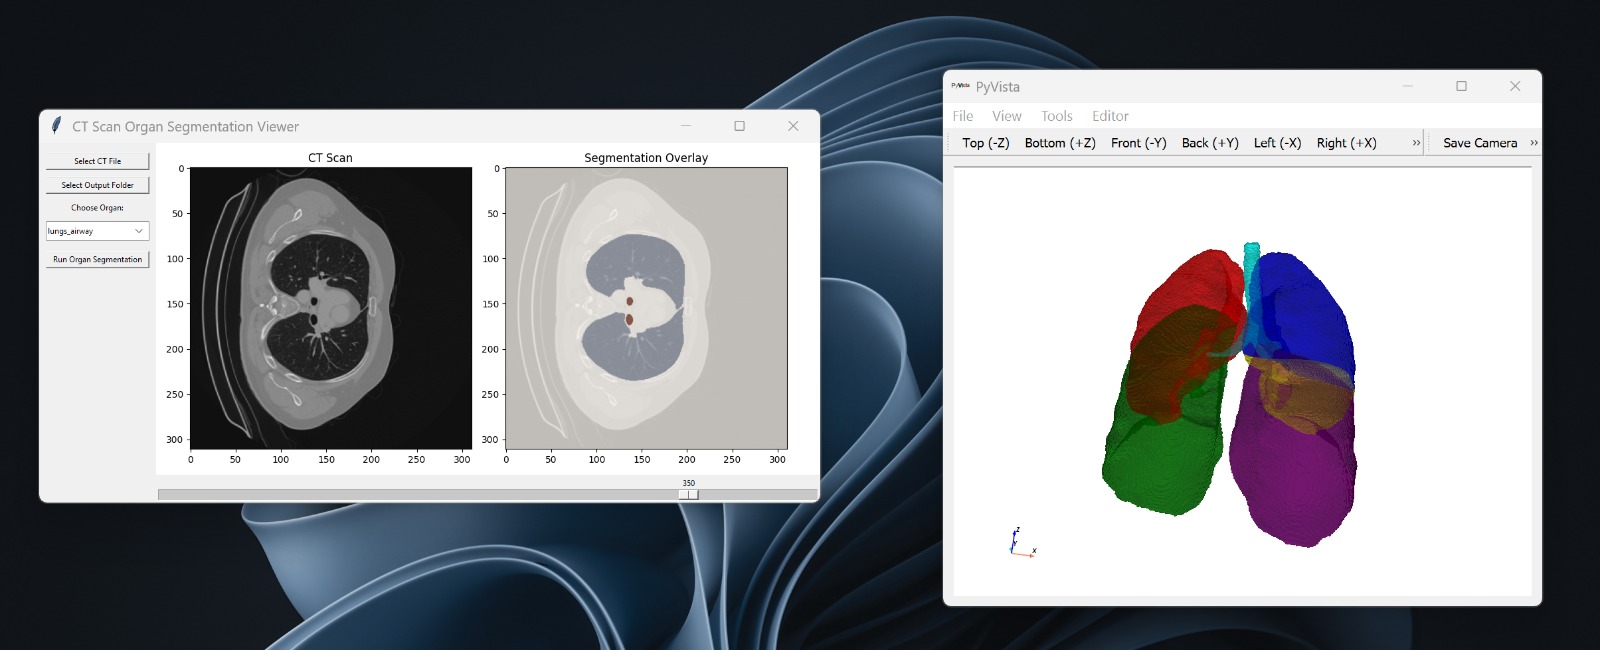 CT Scan Organ Segmentation Viewer
Select CT File
Select Output Folder
Choose Organ:
lungs_airway
Run Organ Segmentation
CT Scan
0
50
100
150
200
250
300
0 50 100 150 200 250 300
Segmentation Overlay
0
50
100
150
200
250
300
0 50 100 150 200 250 300
350
PyVista PyVista
File View Tools Editor
Top (-Z) Bottom (+Z) Front (-Y) Back (+Y) Left (-X) Right (+X) » Save Camera »
Z
Y
X